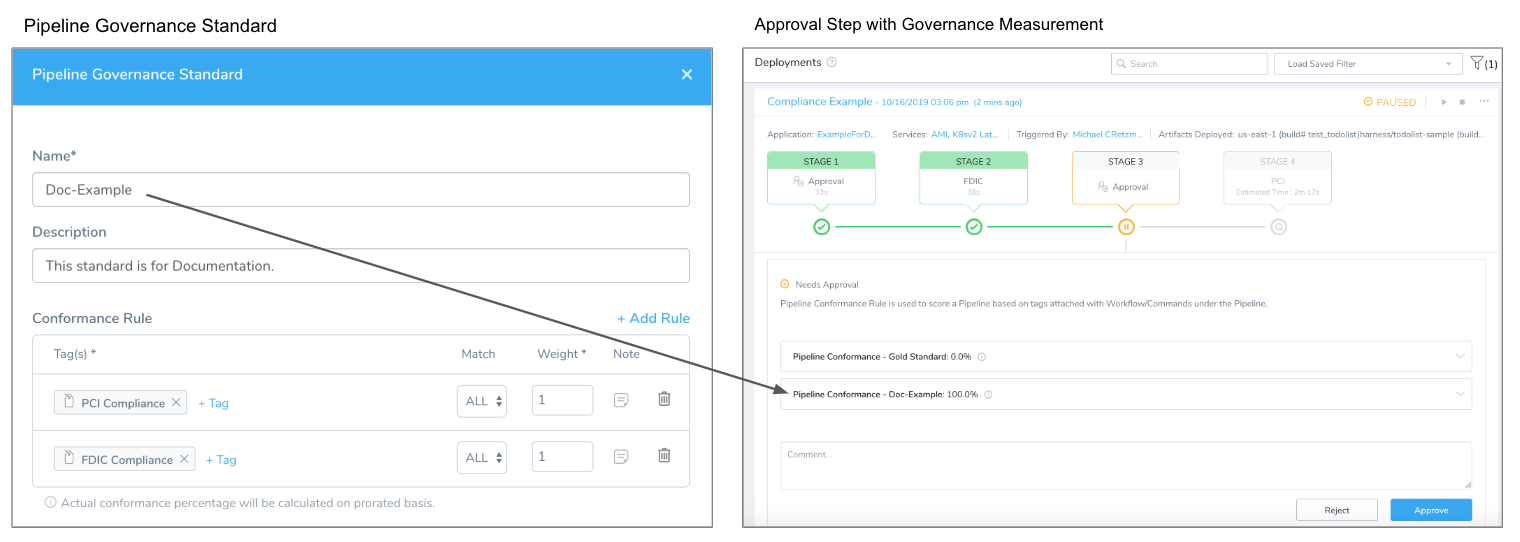 Pipeline Governance Standard
Pipeline Governance Standard
Name*
Doc-Example
Description
This standard is for Documentation.
Conformance Rule + Add Rule
Tag(s) * Match Weight * Note
PCI Compliance + Tag ALL 1
FDIC Compliance + Tag ALL 1
Actual conformance percentage will be calculated on prorated basis.
Approval Step with Governance Measurement
Deployments Search Load Saved Filter (1)
Compliance Example - 10/16/2019 03:06 pm (2 mins ago) PAUSED
Application: ExampleForD... Services: AMI, K8sv2 Lat... Triggered By: Michael CRetzm... Artifacts Deployed: us-east-1 (build# test_todolist)harness/todolist-sample (build...
STAGE 1 STAGE 2 STAGE 3 STAGE 4
Approval FDIC Approval PCI
33s 38s Estimated Time : 2m 17s
Needs Approval
Pipeline Conformance Rule is used to score a Pipeline based on tags attached with Workflow/Commands under the Pipeline.
Pipeline Conformance - Gold Standard: 0.0%
Pipeline Conformance - Doc-Example: 100.0%
Comment...
Reject Approve